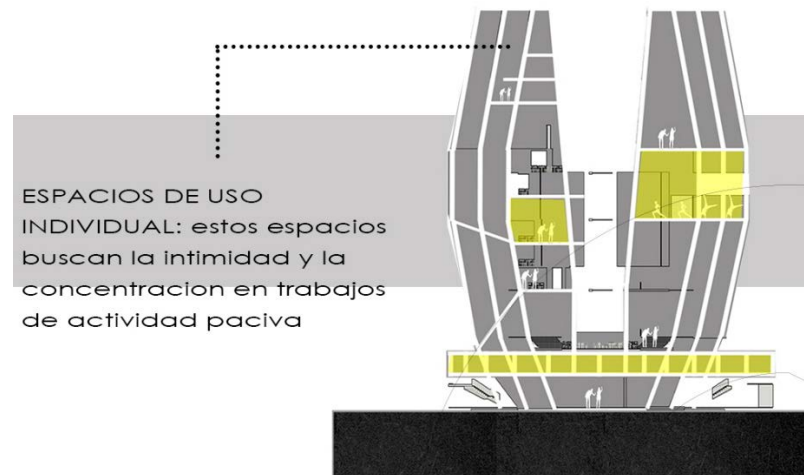 ESPACIOS DE USO
INDIVIDUAL: estos espacios
buscan la intimidad y la
concentracion en trabajos
de actividad paciva